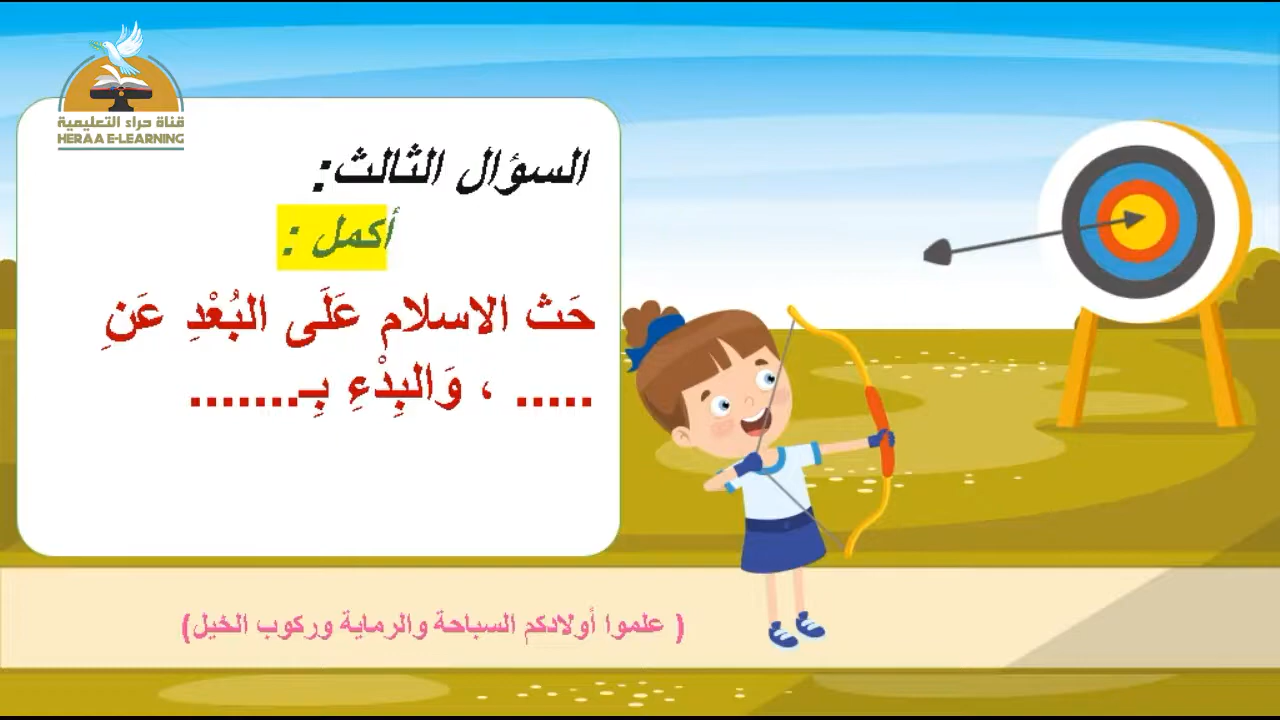 قناة حراء التعليمية
HERAA E-LEARNING
السؤال الثالث:
أكمل :
حَث الاسلام عَلَى البُعْدِ عَنِ
..... ، وَالبِدْءِ بِـ.......
( علموا أولادكم السباحة والرماية وركوب الخيل)